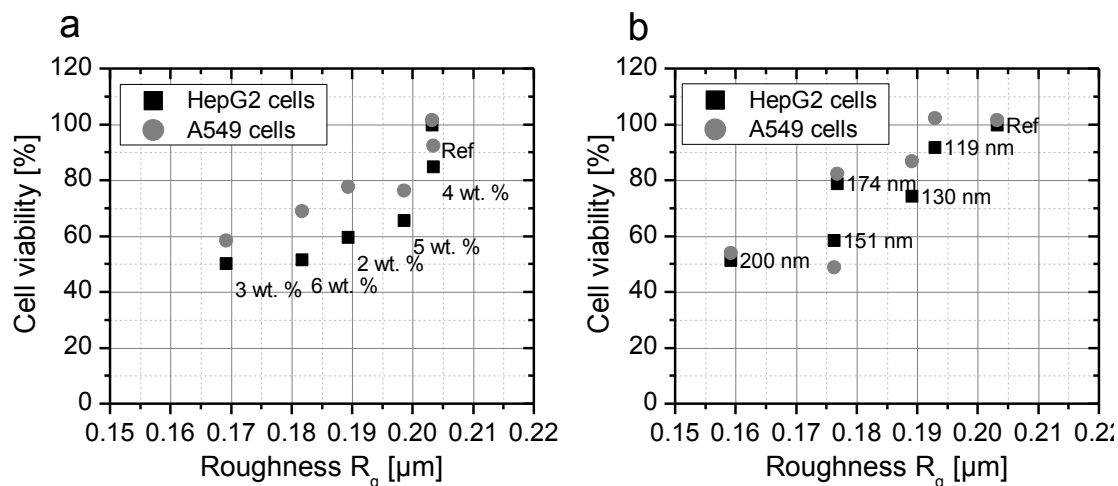 a
120
100
80
60
40
20
0
Cell viability [%]
HepG2 cells
A549 cells
Ref
4 wt. %
5 wt. %
2 wt. %
6 wt. %
3 wt. %
0.15 0.16 0.17 0.18 0.19 0.20 0.21 0.22
Roughness Rq [µm]
b
120
100
80
60
40
20
0
Cell viability [%]
HepG2 cells
A549 cells
Ref
119 nm
174 nm
130 nm
151 nm
200 nm
0.15 0.16 0.17 0.18 0.19 0.20 0.21 0.22
Roughness Rq [µm]